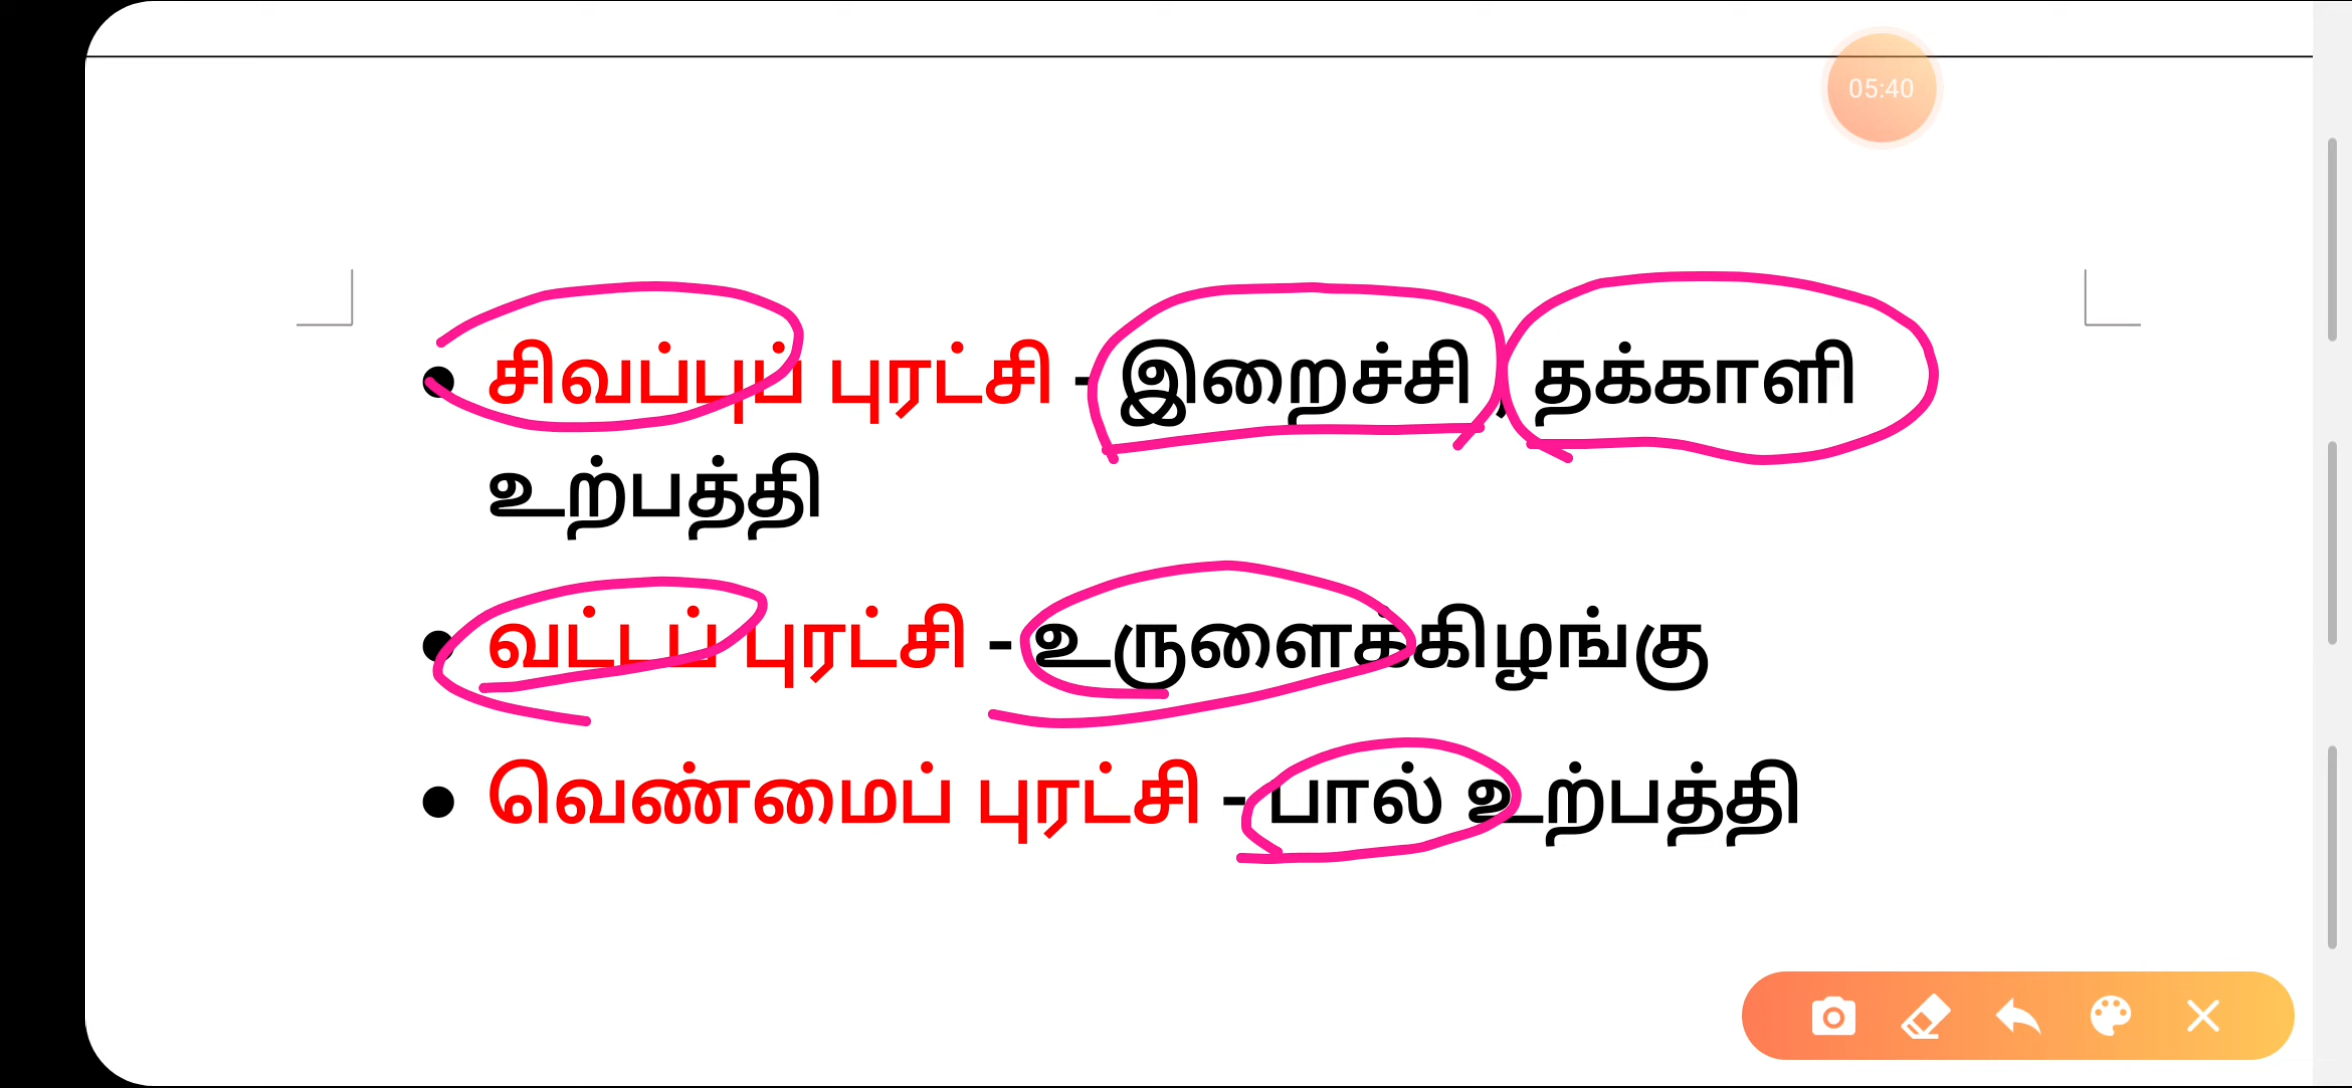 05:40
• சிவப்புப் புரட்சி - இறைச்சி , தக்காளி
உற்பத்தி
• வட்டப் புரட்சி - உருளைக்கிழங்கு
• வெண்மைப் புரட்சி - பால் உற்பத்தி